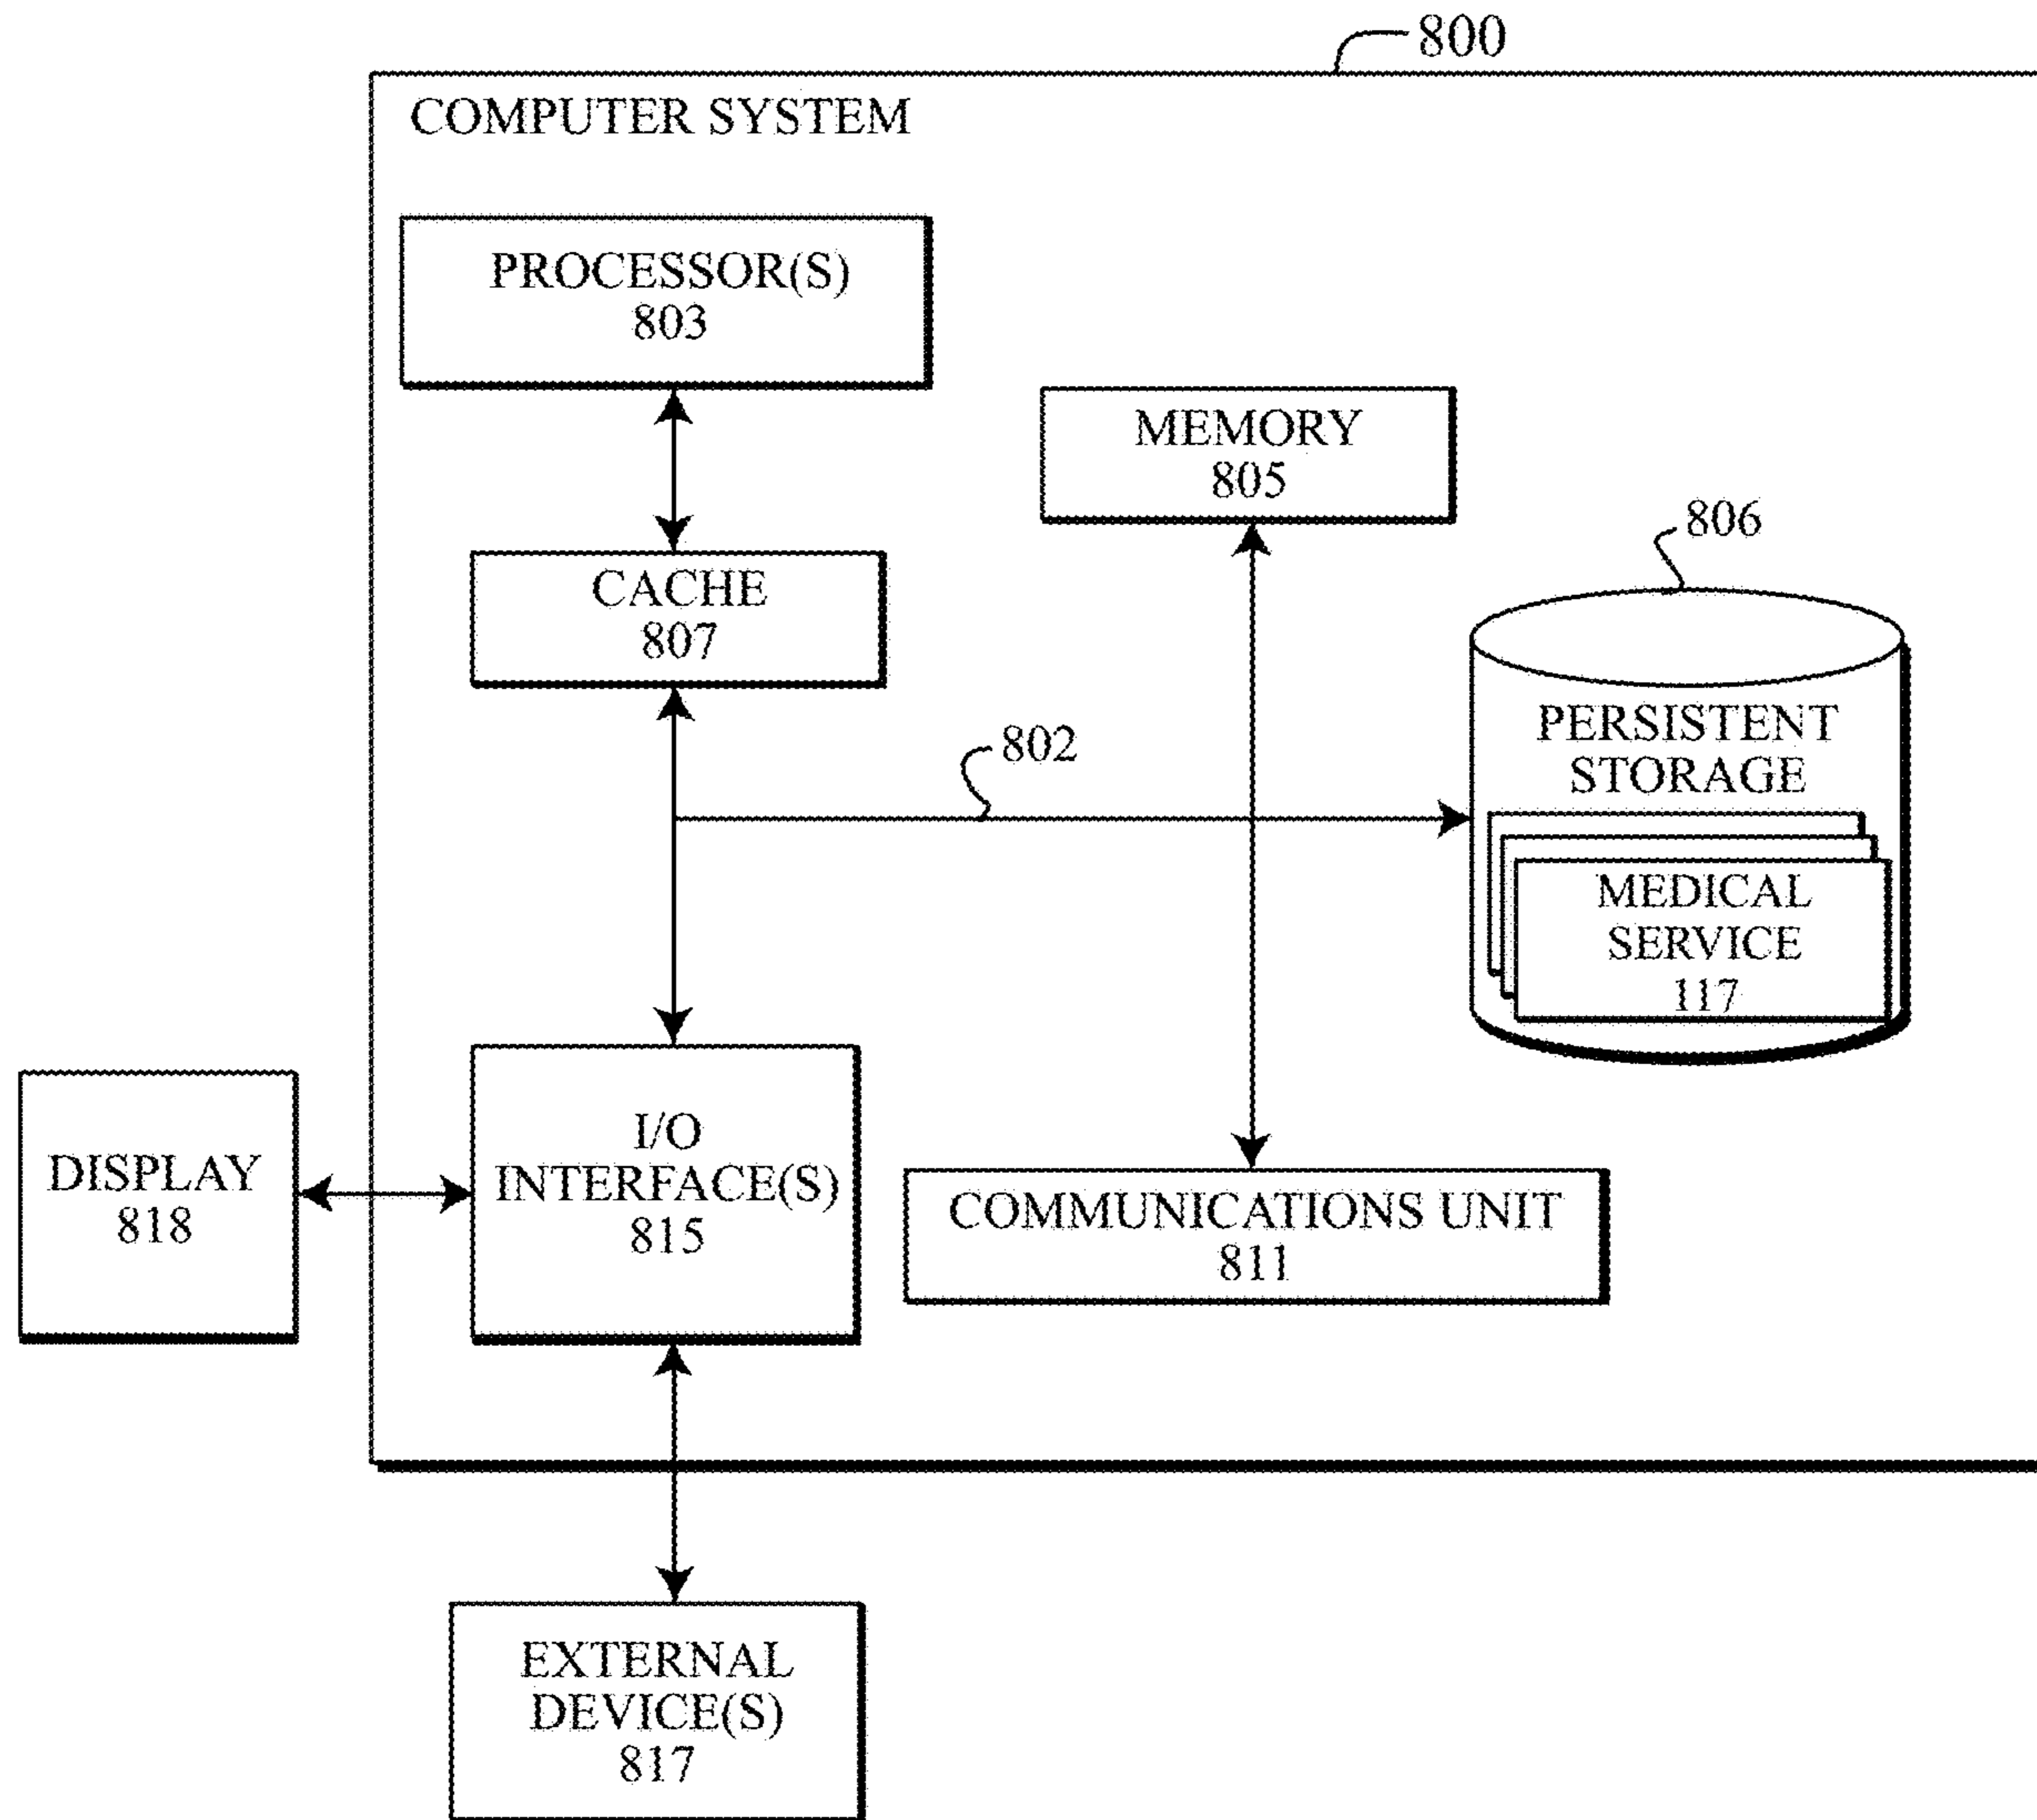 800
COMPUTER SYSTEM
PROCESSOR(S)
803
MEMORY
805
806
CACHE
807
802
PERSISTENT
STORAGE
MEDICAL
SERVICE
117
I/O
INTERFACE(S)
815
DISPLAY
818
COMMUNICATIONS UNIT
811
EXTERNAL
DEVICE(S)
817